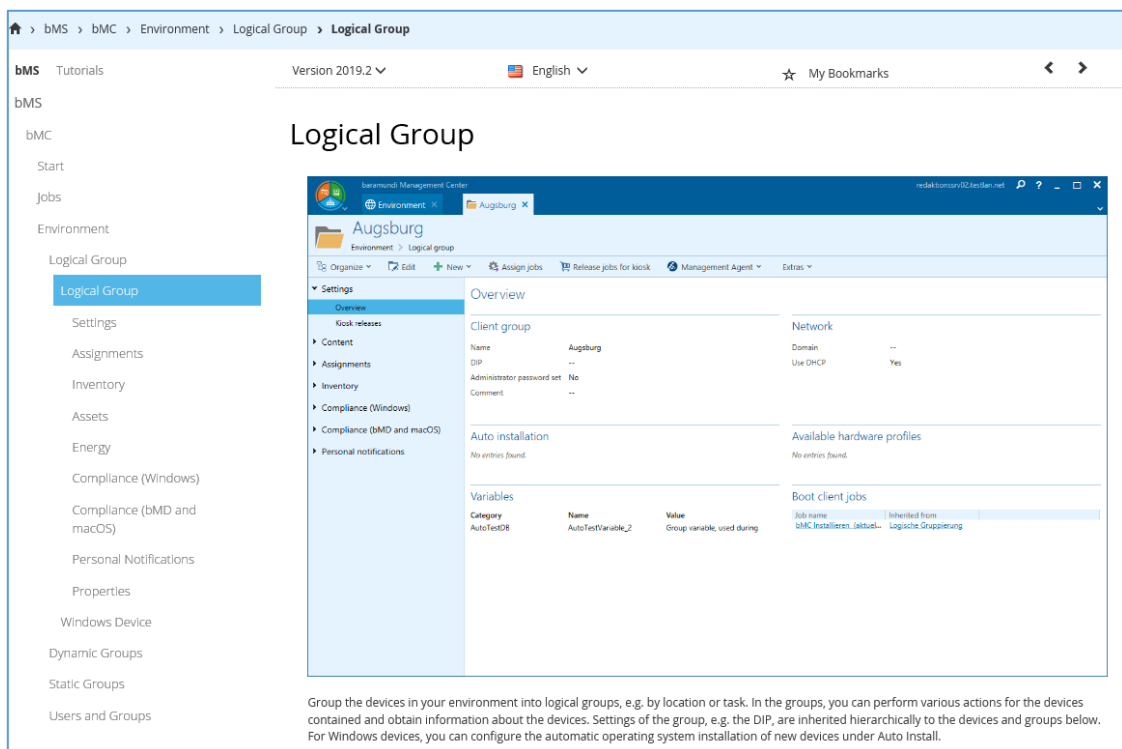 bMS › bMC › Environment › Logical Group › Logical Group
bMS Tutorials
Version 2019.2
English
My Bookmarks
bMS
bMC
Start
Jobs
Environment
Logical Group
Logical Group
Settings
Assignments
Inventory
Assets
Energy
Compliance (Windows)
Compliance (bMD and
macOS)
Personal Notifications
Properties
Windows Device
Dynamic Groups
Static Groups
Users and Groups
Logical Group
baramundi Management Center
redaktionssrv02.testlan.net
Environment
Augsburg
Augsburg
Environment > Logical group
Organize Edit New Assign jobs Release jobs for kiosk Management Agent Extras
Settings
Overview
Kiosk releases
Content
Assignments
Inventory
Compliance (Windows)
Compliance (bMD and macOS)
Personal notifications
Overview
Client group
Name Augsburg
DIP --
Administrator password set No
Comment --
Network
Domain --
Use DHCP Yes
Auto installation
No entries found.
Available hardware profiles
No entries found.
Variables
Category Name Value
AutoTestDB AutoTestVariable_2 Group variable, used during
Boot client jobs
Job name Inherited from
bMC Installieren (aktuel... Logische Gruppierung
Group the devices in your environment into logical groups, e.g. by location or task. In the groups, you can perform various actions for the devices
contained and obtain information about the devices. Settings of the group, e.g. the DIP, are inherited hierarchically to the devices and groups below.
For Windows devices, you can configure the automatic operating system installation of new devices under Auto Install.